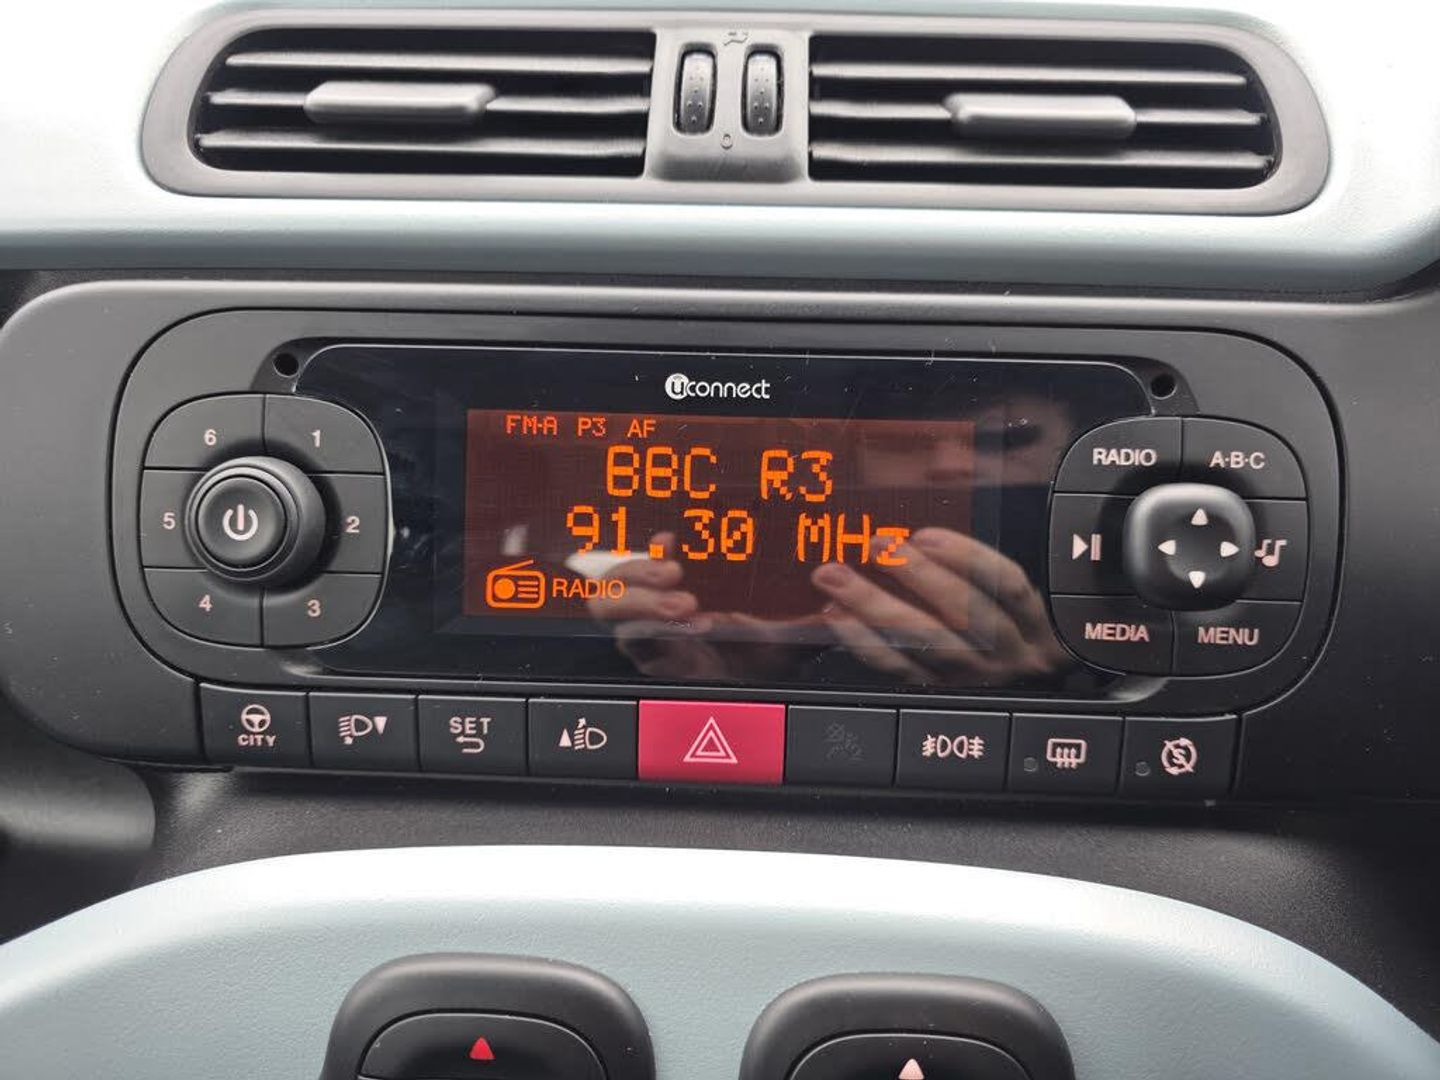 uconnect
FM-A P3 AF
BBC R3
91.30 MHz
RADIO
6 1
5 2
4 3
RADIO A·B·C
MEDIA MENU
CITY
SET